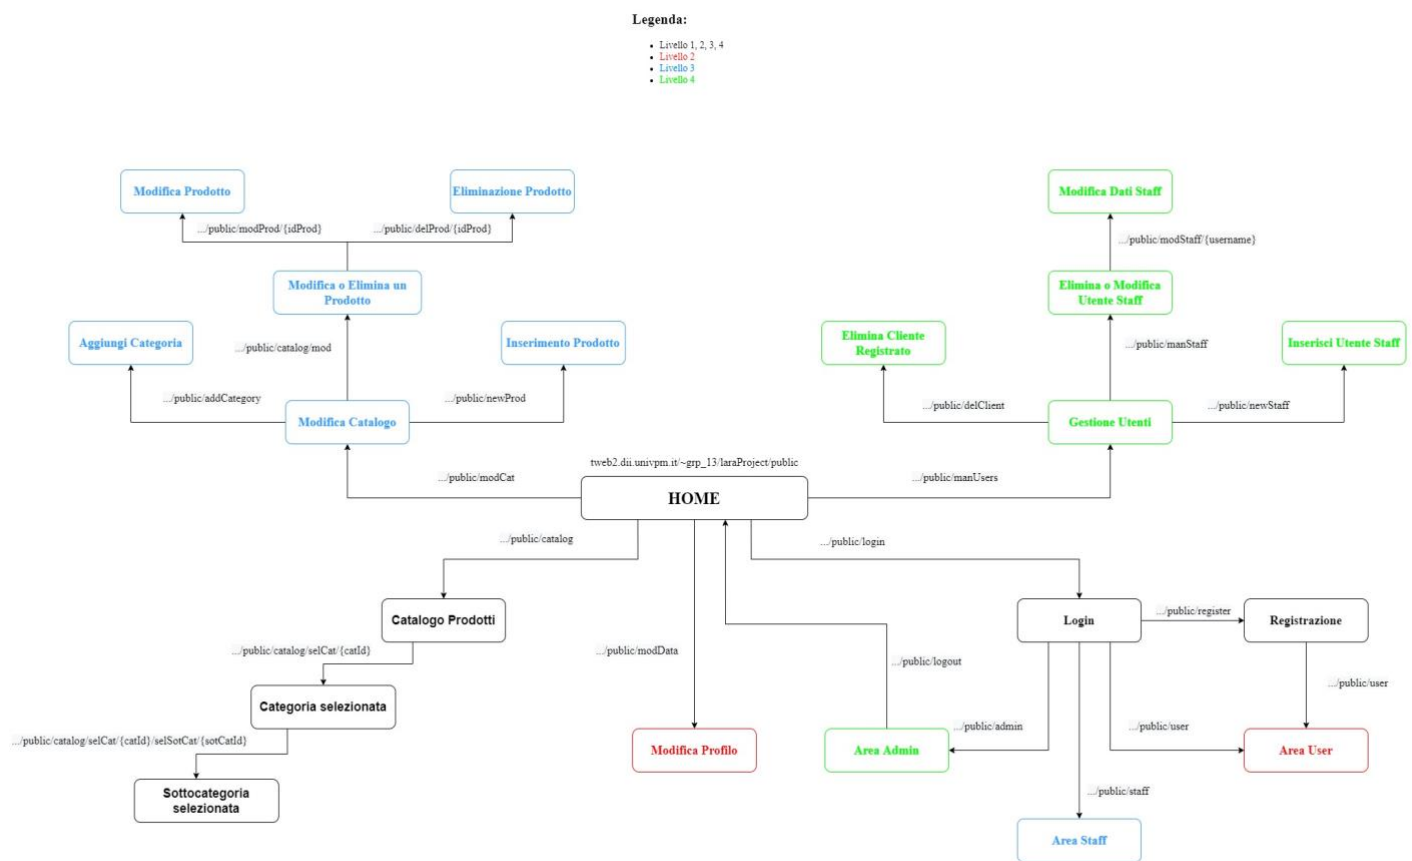 Legenda:
Livello 1, 2, 3, 4
Livello 2
Livello 3
Livello 4
Modifica Prodotto
Eliminazione Prodotto
Modifica Dati Staff
.../public/modProd/{idProd}
.../public/delProd/{idProd}
.../public/modStaff/{username}
Modifica o Elimina un
Prodotto
Elimina o Modifica
Utente Staff
Aggiungi Categoria
.../public/catalog/mod
Inserimento Prodotto
Elimina Cliente
Registrato
.../public/manStaff
Inserisci Utente Staff
.../public/addCategory
.../public/newProd
.../public/delClient
.../public/newStaff
Modifica Catalogo
Gestione Utenti
tweb2.dii.univpm.it/~grp_13/laraProject/public
.../public/modCat
.../public/manUsers
HOME
.../public/catalog
.../public/login
Catalogo Prodotti
Login
.../public/register
Registrazione
.../public/catalog/selCat/{catId}
.../public/modData
.../public/logout
.../public/user
Categoria selezionata
.../public/catalog/selCat/{catId}/selSotCat/{sotCatId}
.../public/admin
.../public/user
Modifica Profilo
Area Admin
Area User
Sottocategoria
selezionata
.../public/staff
Area Staff